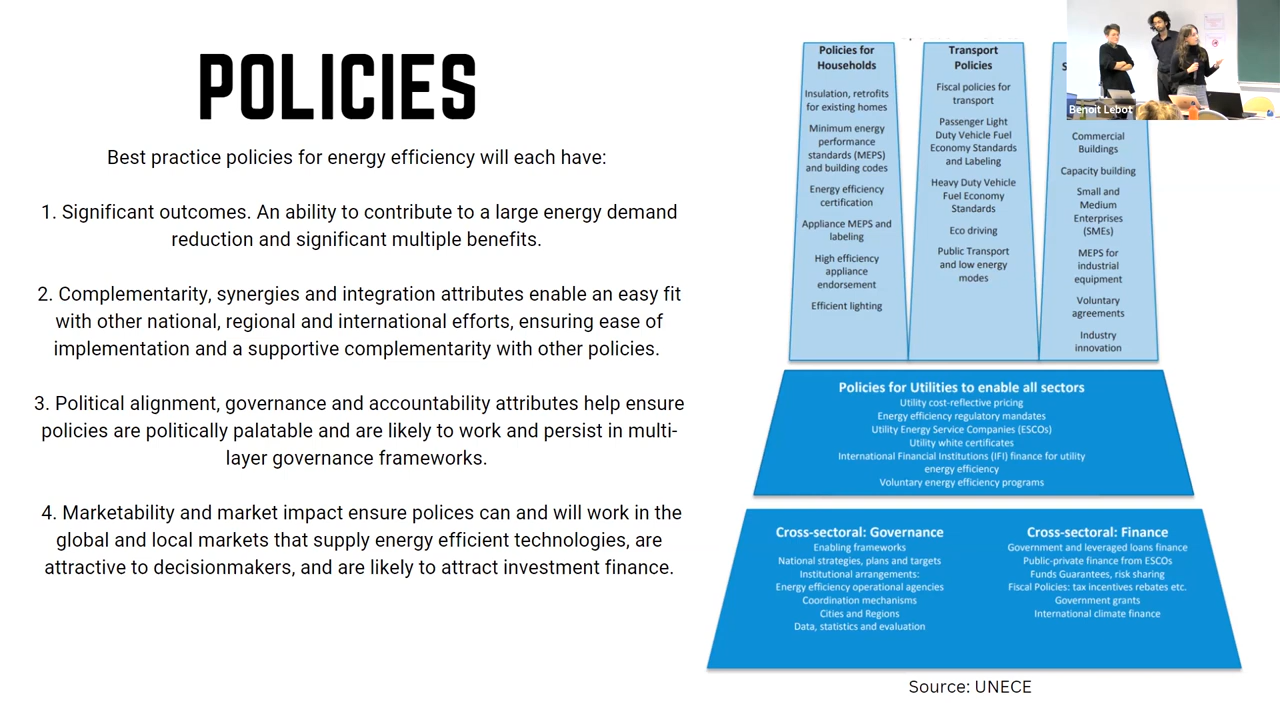 POLICIES
Best practice policies for energy efficiency will each have:
1. Significant outcomes. An ability to contribute to a large energy demand
reduction and significant multiple benefits.
2. Complementarity, synergies and integration attributes enable an easy fit
with other national, regional and international efforts, ensuring ease of
implementation and a supportive complementarity with other policies.
3. Political alignment, governance and accountability attributes help ensure
policies are politically palatable and are likely to work and persist in multi-
layer governance frameworks.
4. Marketability and market impact ensure polices can and will work in the
global and local markets that supply energy efficient technologies, are
attractive to decisionmakers, and are likely to attract investment finance.
Policies for
Households
Insulation, retrofits
for existing homes
Minimum energy
performance
standards (MEPS)
and building codes
Energy efficiency
certification
Appliance MEPS and
labeling
High efficiency
appliance
endorsement
Efficient lighting
Transport
Policies
Fiscal policies for
transport
Passenger Light
Duty Vehicle Fuel
Economy Standards
and Labeling
Heavy Duty Vehicle
Fuel Economy
Standards
Eco driving
Public Transport
and low energy
modes
Commercial
Buildings
Capacity building
Small and
Medium
Enterprises
(SMEs)
MEPS for
industrial
equipment
Voluntary
agreements
Industry
innovation
Benoit Lebot
Policies for Utilities to enable all sectors
Utility cost-reflective pricing
Energy efficiency regulatory mandates
Utility Energy Service Companies (ESCOs)
Utility white certificates
International Financial Institutions (IFI) finance for utility
energy efficiency
Voluntary energy efficiency programs
Cross-sectoral: Governance
Enabling frameworks
National strategies, plans and targets
Institutional arrangements:
Energy efficiency operational agencies
Coordination mechanisms
Cities and Regions
Data, statistics and evaluation
Cross-sectoral: Finance
Government and leveraged loans finance
Public-private finance from ESCOs
Funds Guarantees, risk sharing
Fiscal Policies: tax incentives rebates etc.
Government grants
International climate finance
Source: UNECE